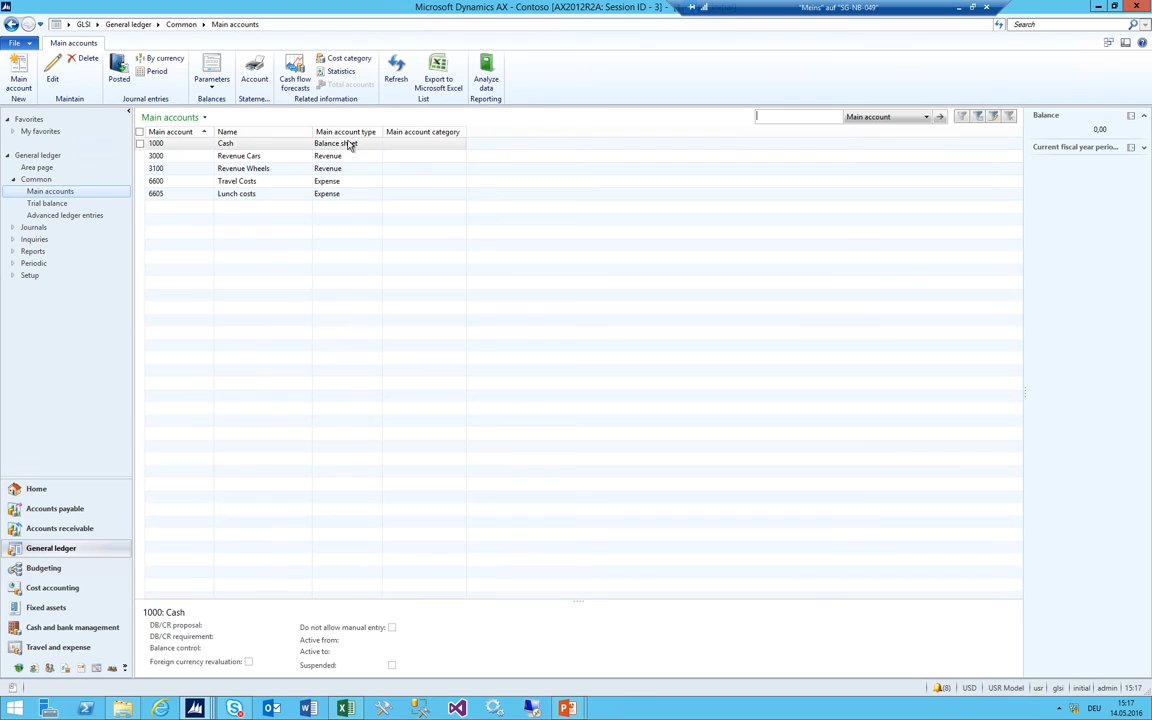 Microsoft Dynamics AX - Contoso [AX2012R2A: Session ID - 3] -
"Meins" auf "SG-NB-049"
GLSI ▸ General ledger ▸ Common ▸ Main accounts
Search
File
Main accounts
Main account
New
Edit
Delete
Maintain
Posted
By currency
Period
Journal entries
Parameters
Balances
Account
Stateme...
Cash flow forecasts
Cost category
Statistics
Total accounts
Related information
Refresh
Export to Microsoft Excel
List
Analyze data
Reporting
Favorites
My favorites
General ledger
Area page
Common
Main accounts
Trial balance
Advanced ledger entries
Journals
Inquiries
Reports
Periodic
Setup
Home
Accounts payable
Accounts receivable
General ledger
Budgeting
Cost accounting
Fixed assets
Cash and bank management
Travel and expense
Main accounts
Main account
Main account Name Main account type Main account category
1000 Cash Balance sheet
3000 Revenue Cars Revenue
3100 Revenue Wheels Revenue
6600 Travel Costs Expense
6605 Lunch costs Expense
1000: Cash
DB/CR proposal:
DB/CR requirement:
Balance control:
Foreign currency revaluation:
Do not allow manual entry:
Active from:
Active to:
Suspended:
Balance
0,00
Current fiscal year perio...
(8) USD USR Model usr glsi initial admin 15:17
DEU
15:17
14.05.2016